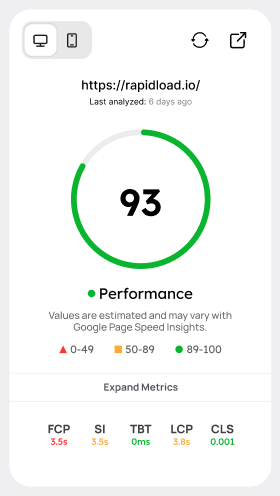 https://rapidload.io/
Last analyzed: 6 days ago
93
Performance
Values are estimated and may vary with
Google Page Speed Insights.
0-49 50-89 89-100
Expand Metrics
FCP SI TBT LCP CLS
3,5s 3.5s 0ms 3.8s 0.001